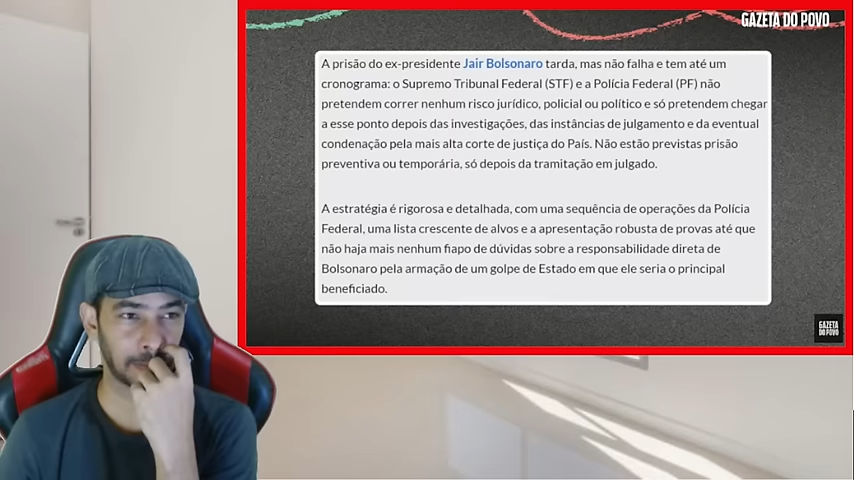 GAZETA DO POVO
A prisão do ex-presidente Jair Bolsonaro tarda, mas não falha e tem até um
cronograma: o Supremo Tribunal Federal (STF) e a Polícia Federal (PF) não
pretendem correr nenhum risco jurídico, policial ou político e só pretendem chegar
a esse ponto depois das investigações, das instâncias de julgamento e da eventual
condenação pela mais alta corte de justiça do País. Não estão previstas prisão
preventiva ou temporária, só depois da tramitação em julgado.
A estratégia é rigorosa e detalhada, com uma sequência de operações da Polícia
Federal, uma lista crescente de alvos e a apresentação robusta de provas até que
não haja mais nenhum fiapo de dúvidas sobre a responsabilidade direta de
Bolsonaro pela armação de um golpe de Estado em que ele seria o principal
beneficiado.
GAZETA
DO POVO